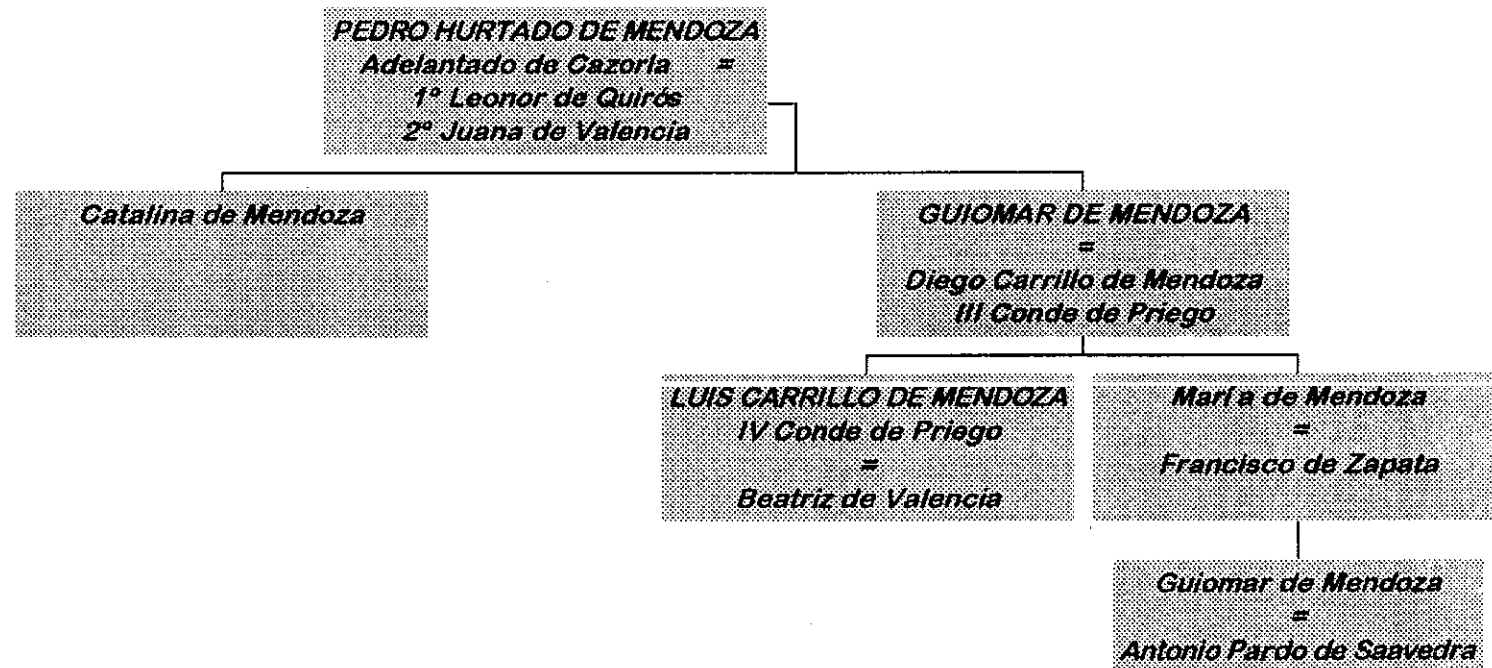 PEDRO HURTADO DE MENDOZA
Adelantado de Cazorla =
1º Leonor de Quirós
2º Juana de Valencia
Catalina de Mendoza
GUIOMAR DE MENDOZA
=
Diego Carrillo de Mendoza
III Conde de Priego
LUIS CARRILLO DE MENDOZA
IV Conde de Priego
=
Beatriz de Valencia
María de Mendoza
=
Francisco de Zapata
Guiomar de Mendoza
=
Antonio Pardo de Saavedra